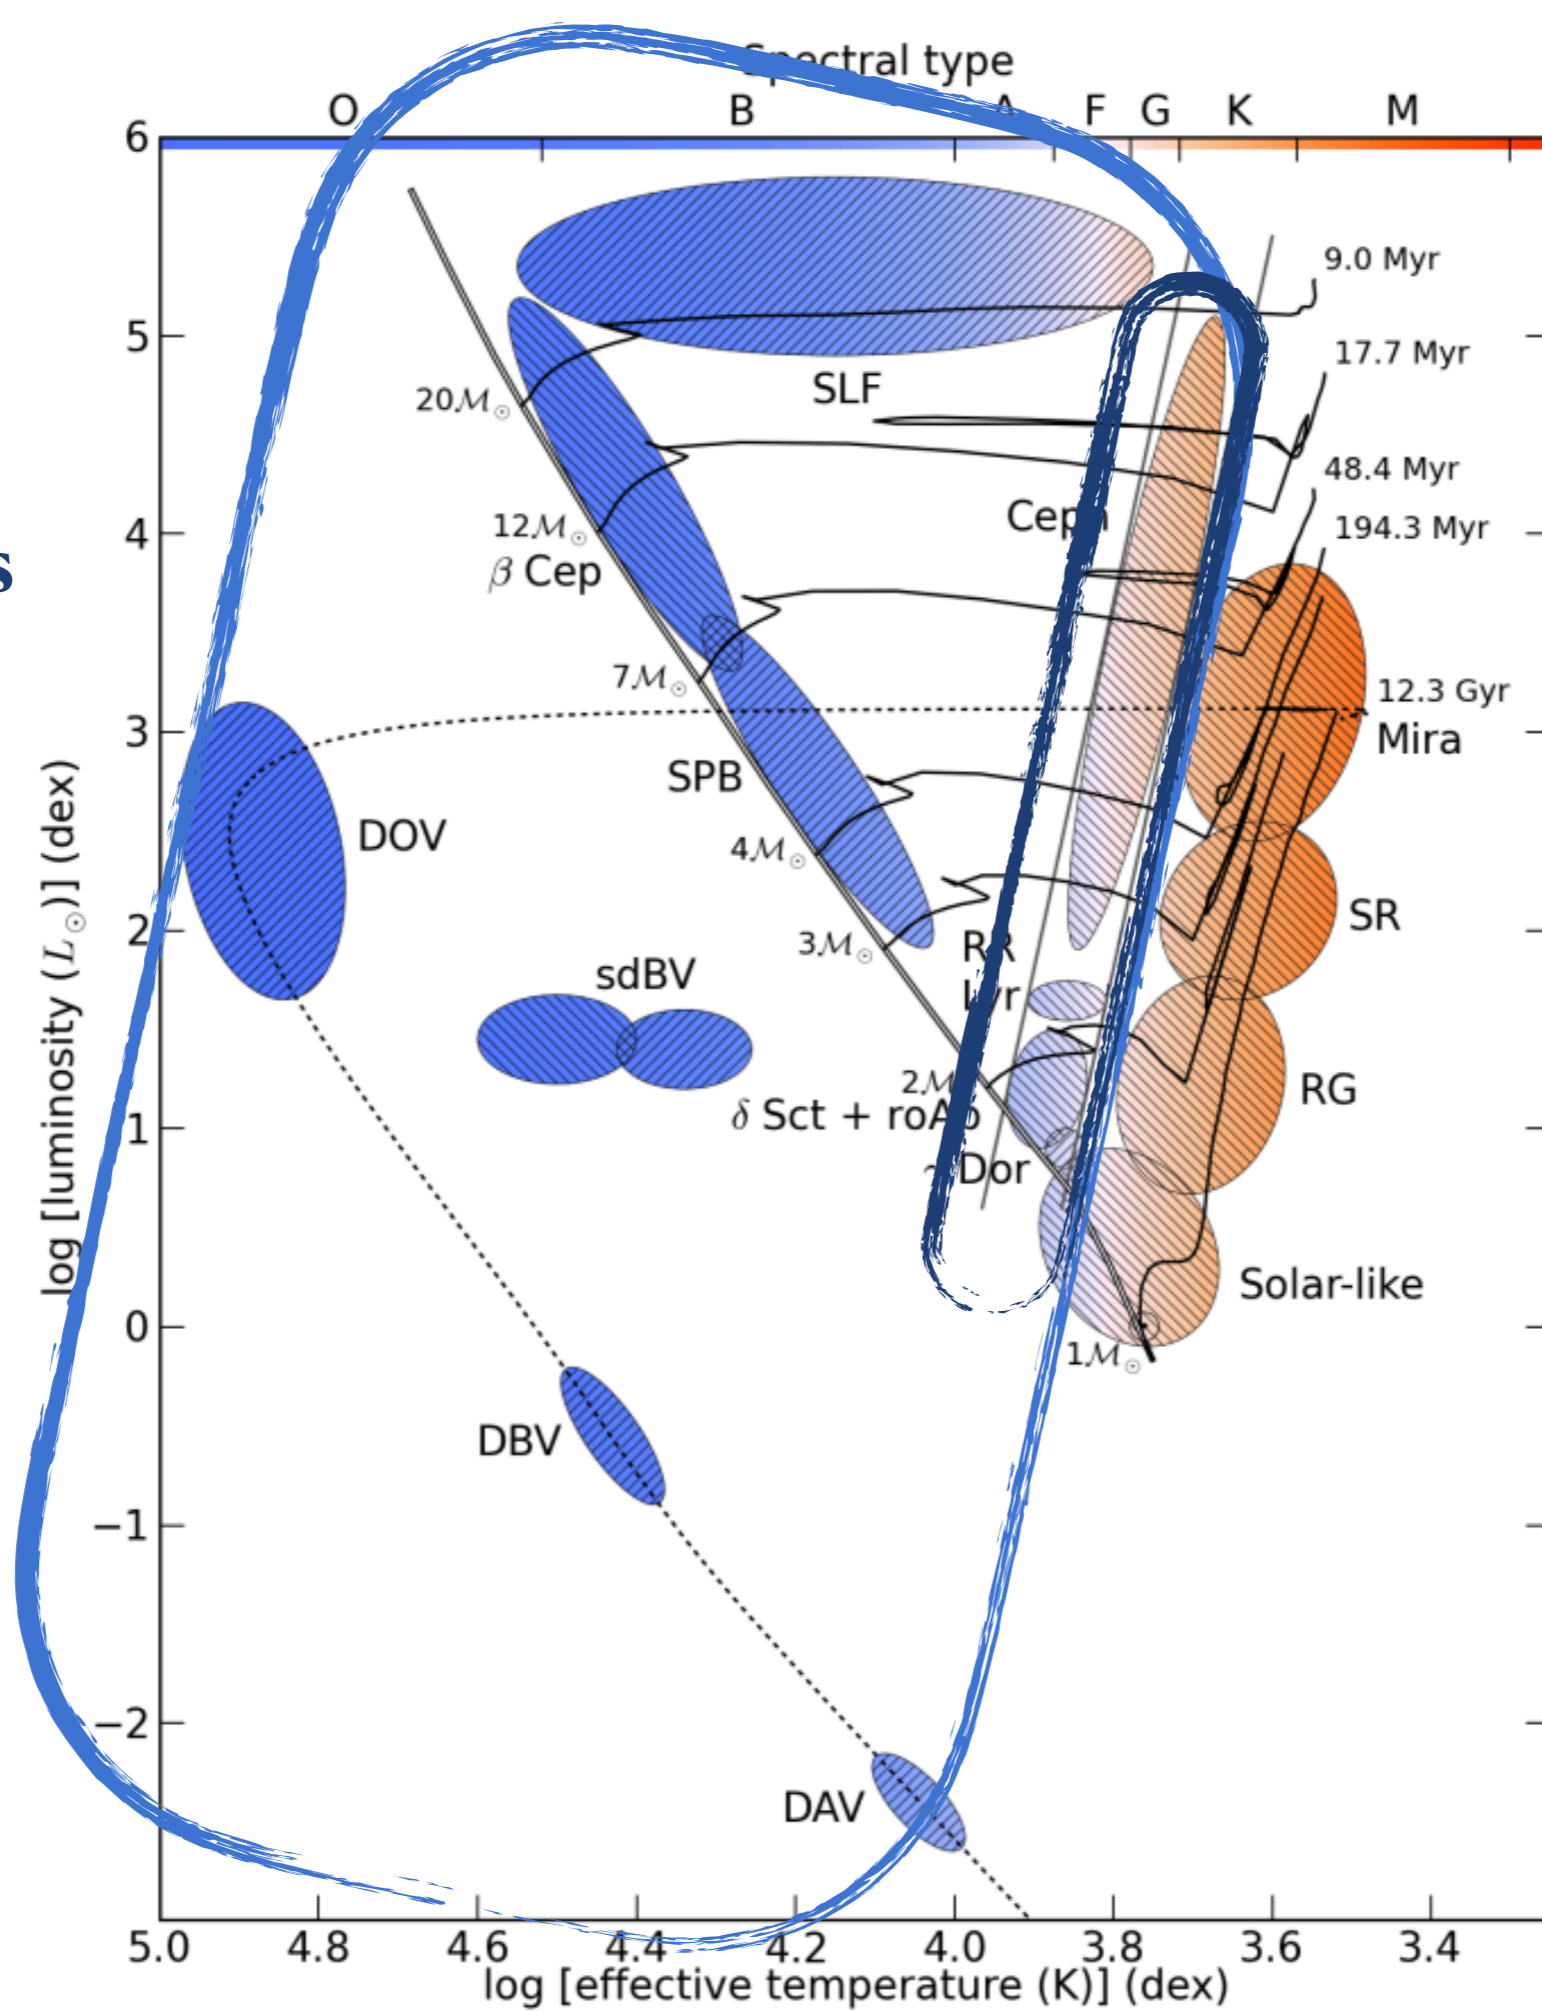 Spectral type
O B A F G K M
6
9.0 Myr
5
17.7 Myr
SLF
20ℳ☉
48.4 Myr
Ceph
12ℳ☉
194.3 Myr
4
β Cep
7ℳ☉
12.3 Gyr
3
Mira
SPB
DOV
4ℳ☉
SR
2
3ℳ☉
RR
Lyr
sdBV
2ℳ
RG
1
δ Sct + roAp
Dor
Solar-like
0
1ℳ☉
DBV
−1
−2
DAV
5.0 4.8 4.6 4.4 4.2 4.0 3.8 3.6 3.4
log [effective temperature (K)] (dex)
log [luminosity (L☉)] (dex)
s